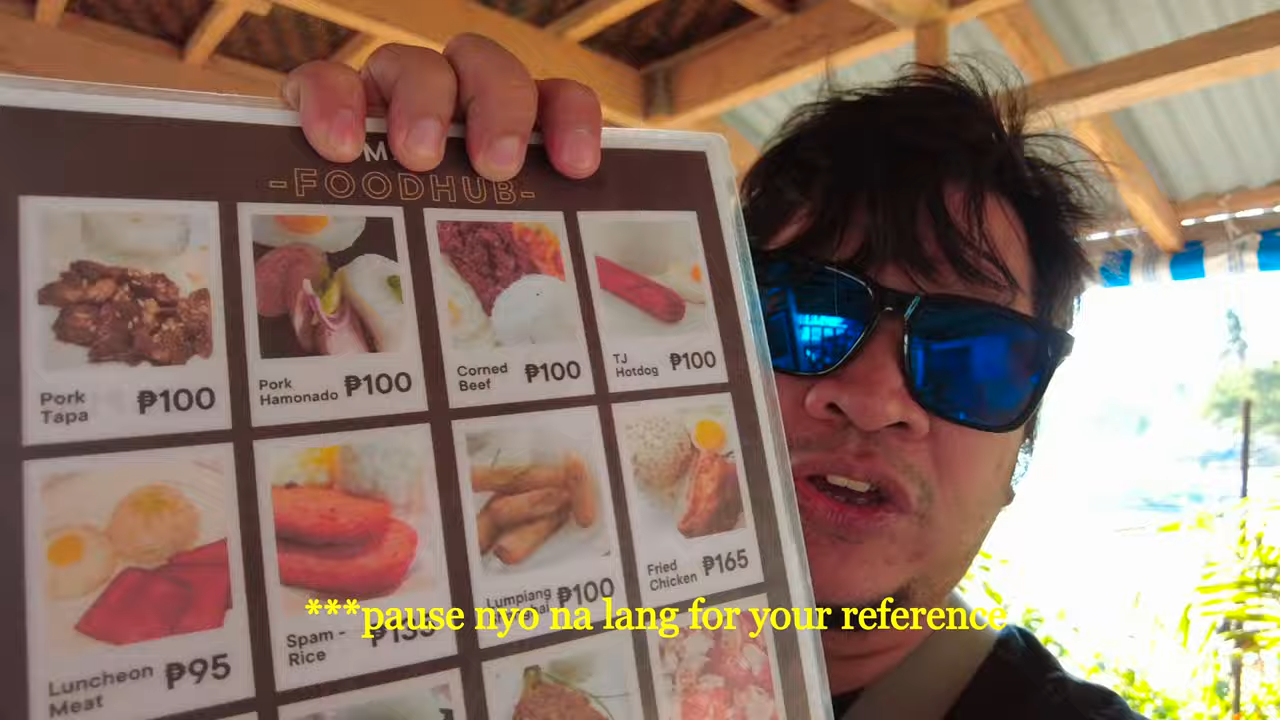 -FOODHUB-
Pork
Tapa
₱100
Pork
Hamonado
₱100
Corned
Beef
₱100
TJ
Hotdog
₱100
Luncheon
Meat
₱95
Spam -
Rice
Lumpiang
₱100
Fried
Chicken
₱165
***pause nyo na lang for your reference